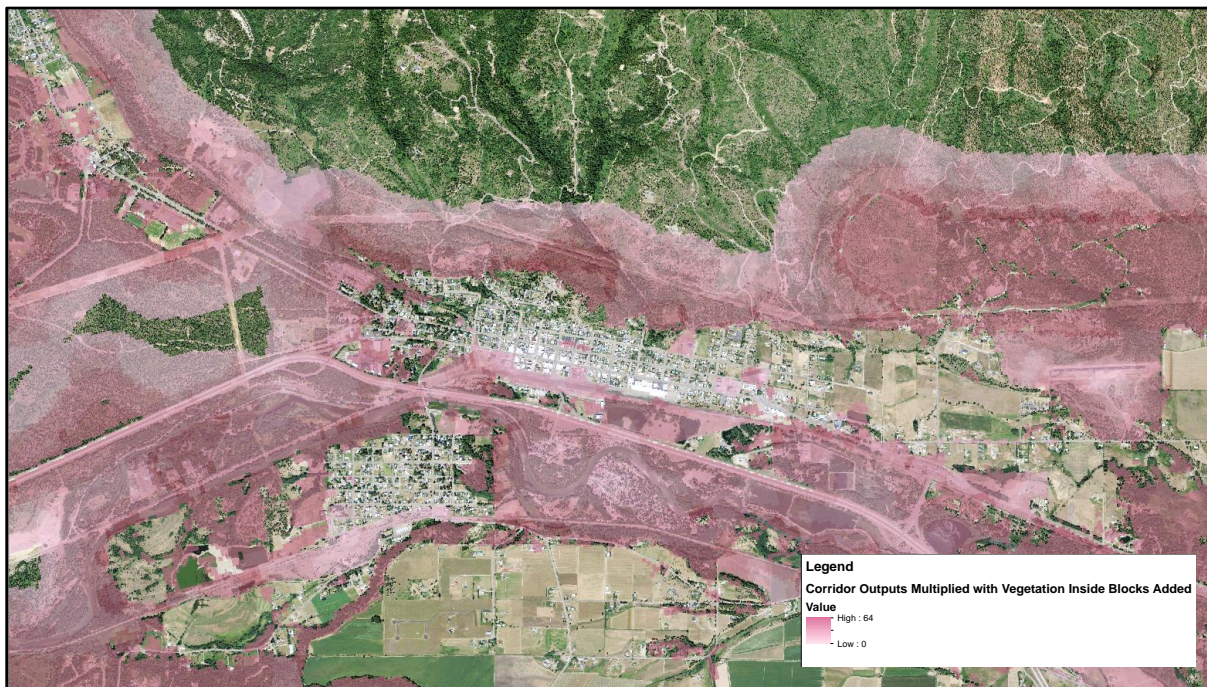 Legend
Corridor Outputs Multiplied with Vegetation Inside Blocks Added
Value
High : 64
Low : 0